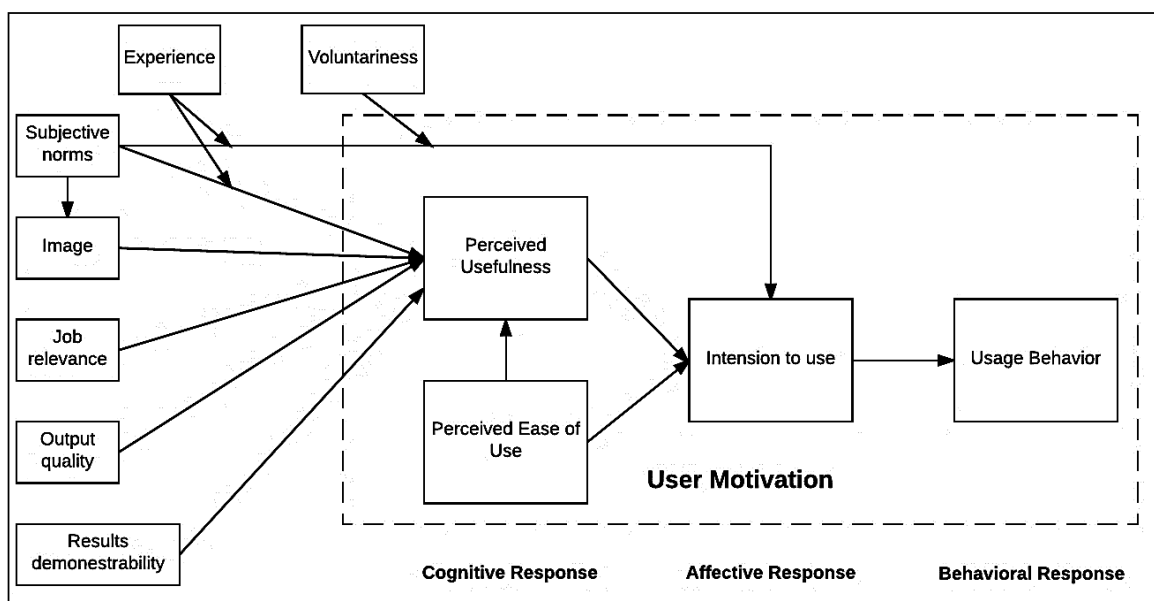 Experience
Voluntariness
Subjective
norms
Image
Perceived
Usefulness
Job
relevance
Intension to use
Usage Behavior
Output
quality
Perceived Ease of
Use
User Motivation
Results
demonestrability
Cognitive Response
Affective Response
Behavioral Response